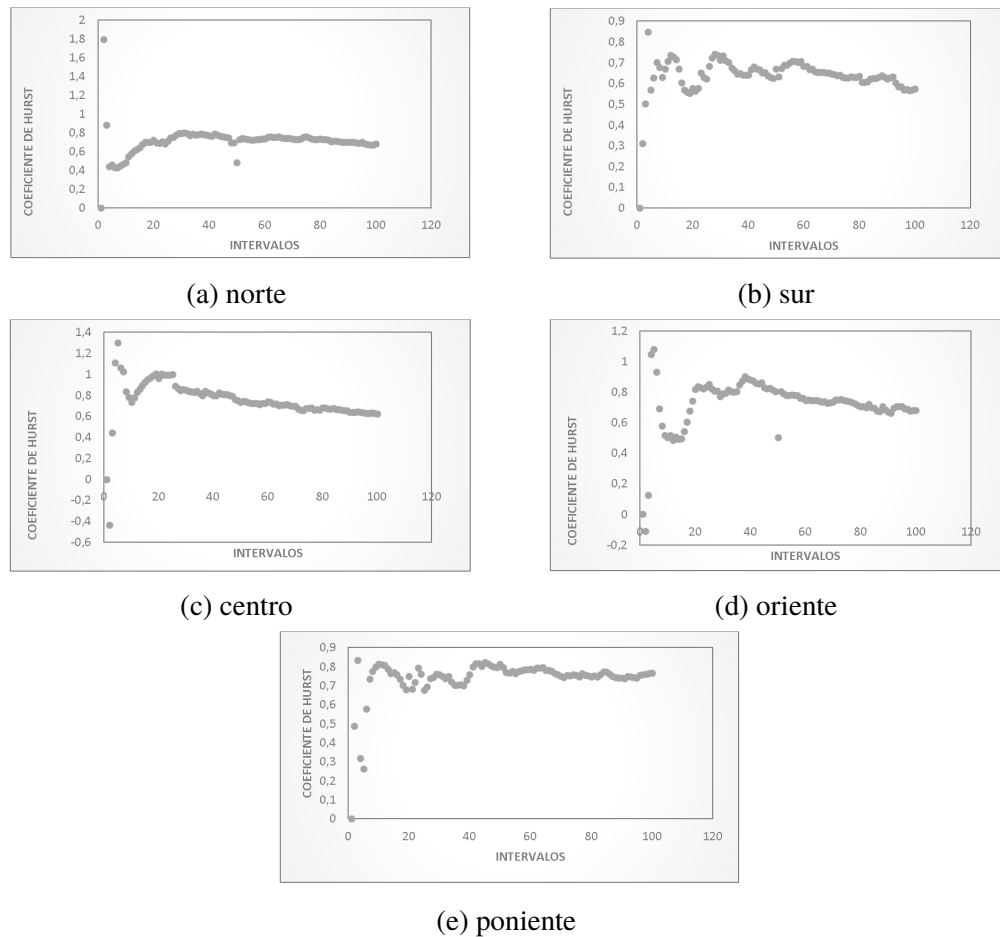 2
1,8
1,6
1,4
1,2
1
0,8
0,6
0,4
0,2
0
0 20 40 60 80 100 120
COEFICIENTE DE HURST
INTERVALOS
(a) norte
0,9
0,8
0,7
0,6
0,5
0,4
0,3
0,2
0,1
0
0 20 40 60 80 100 120
COEFICIENTE DE HURST
INTERVALOS
(b) sur
1,4
1,2
1
0,8
0,6
0,4
0,2
0
-0,2
-0,4
-0,6
0 20 40 60 80 100 120
COEFICIENTE DE HURST
INTERVALOS
(c) centro
1,2
1
0,8
0,6
0,4
0,2
0
-0,2
0 20 40 60 80 100 120
COEFICIENTE DE HURST
INTERVALOS
(d) oriente
0,9
0,8
0,7
0,6
0,5
0,4
0,3
0,2
0,1
0
0 20 40 60 80 100 120
COEFICIENTE DE HURST
INTERVALOS
(e) poniente